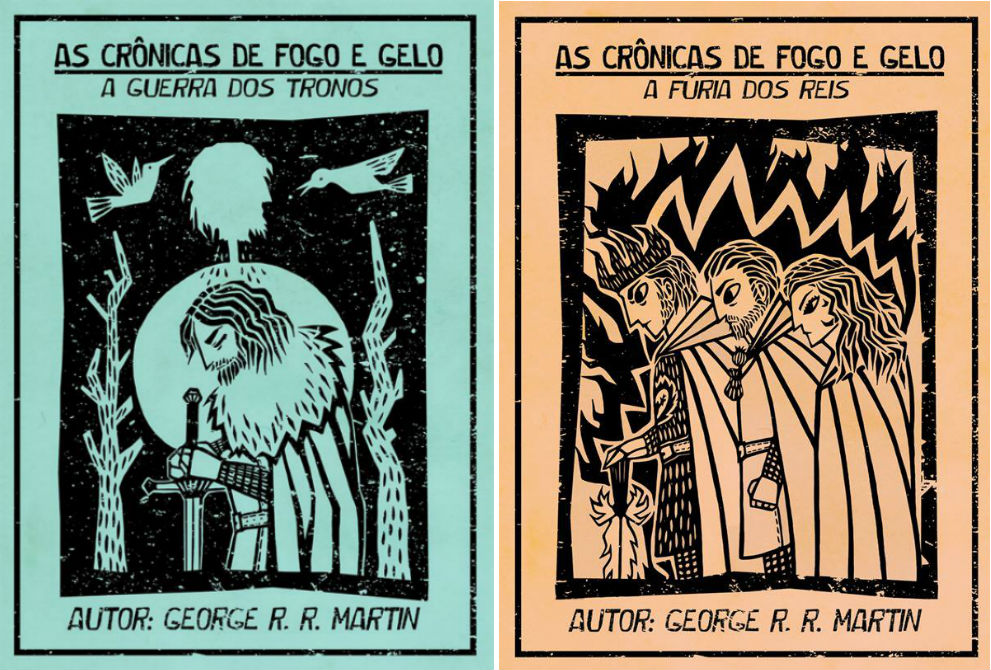 AS CRÔNICAS DE FOGO E GELO
A GUERRA DOS TRONOS
AUTOR: GEORGE R. R. MARTIN
AS CRÔNICAS DE FOGO E GELO
A FÚRIA DOS REIS
AUTOR: GEORGE R. R. MARTIN